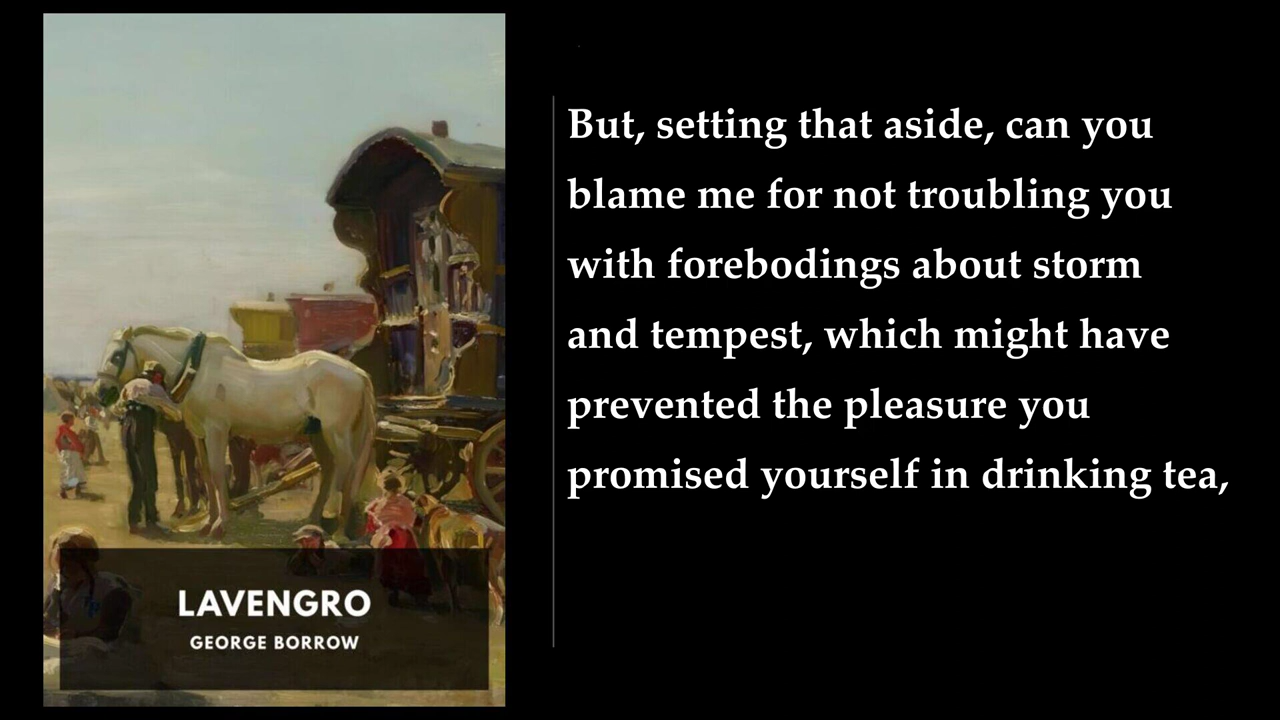 LAVENGRO
GEORGE BORROW
But, setting that aside, can you
blame me for not troubling you
with forebodings about storm
and tempest, which might have
prevented the pleasure you
promised yourself in drinking tea,